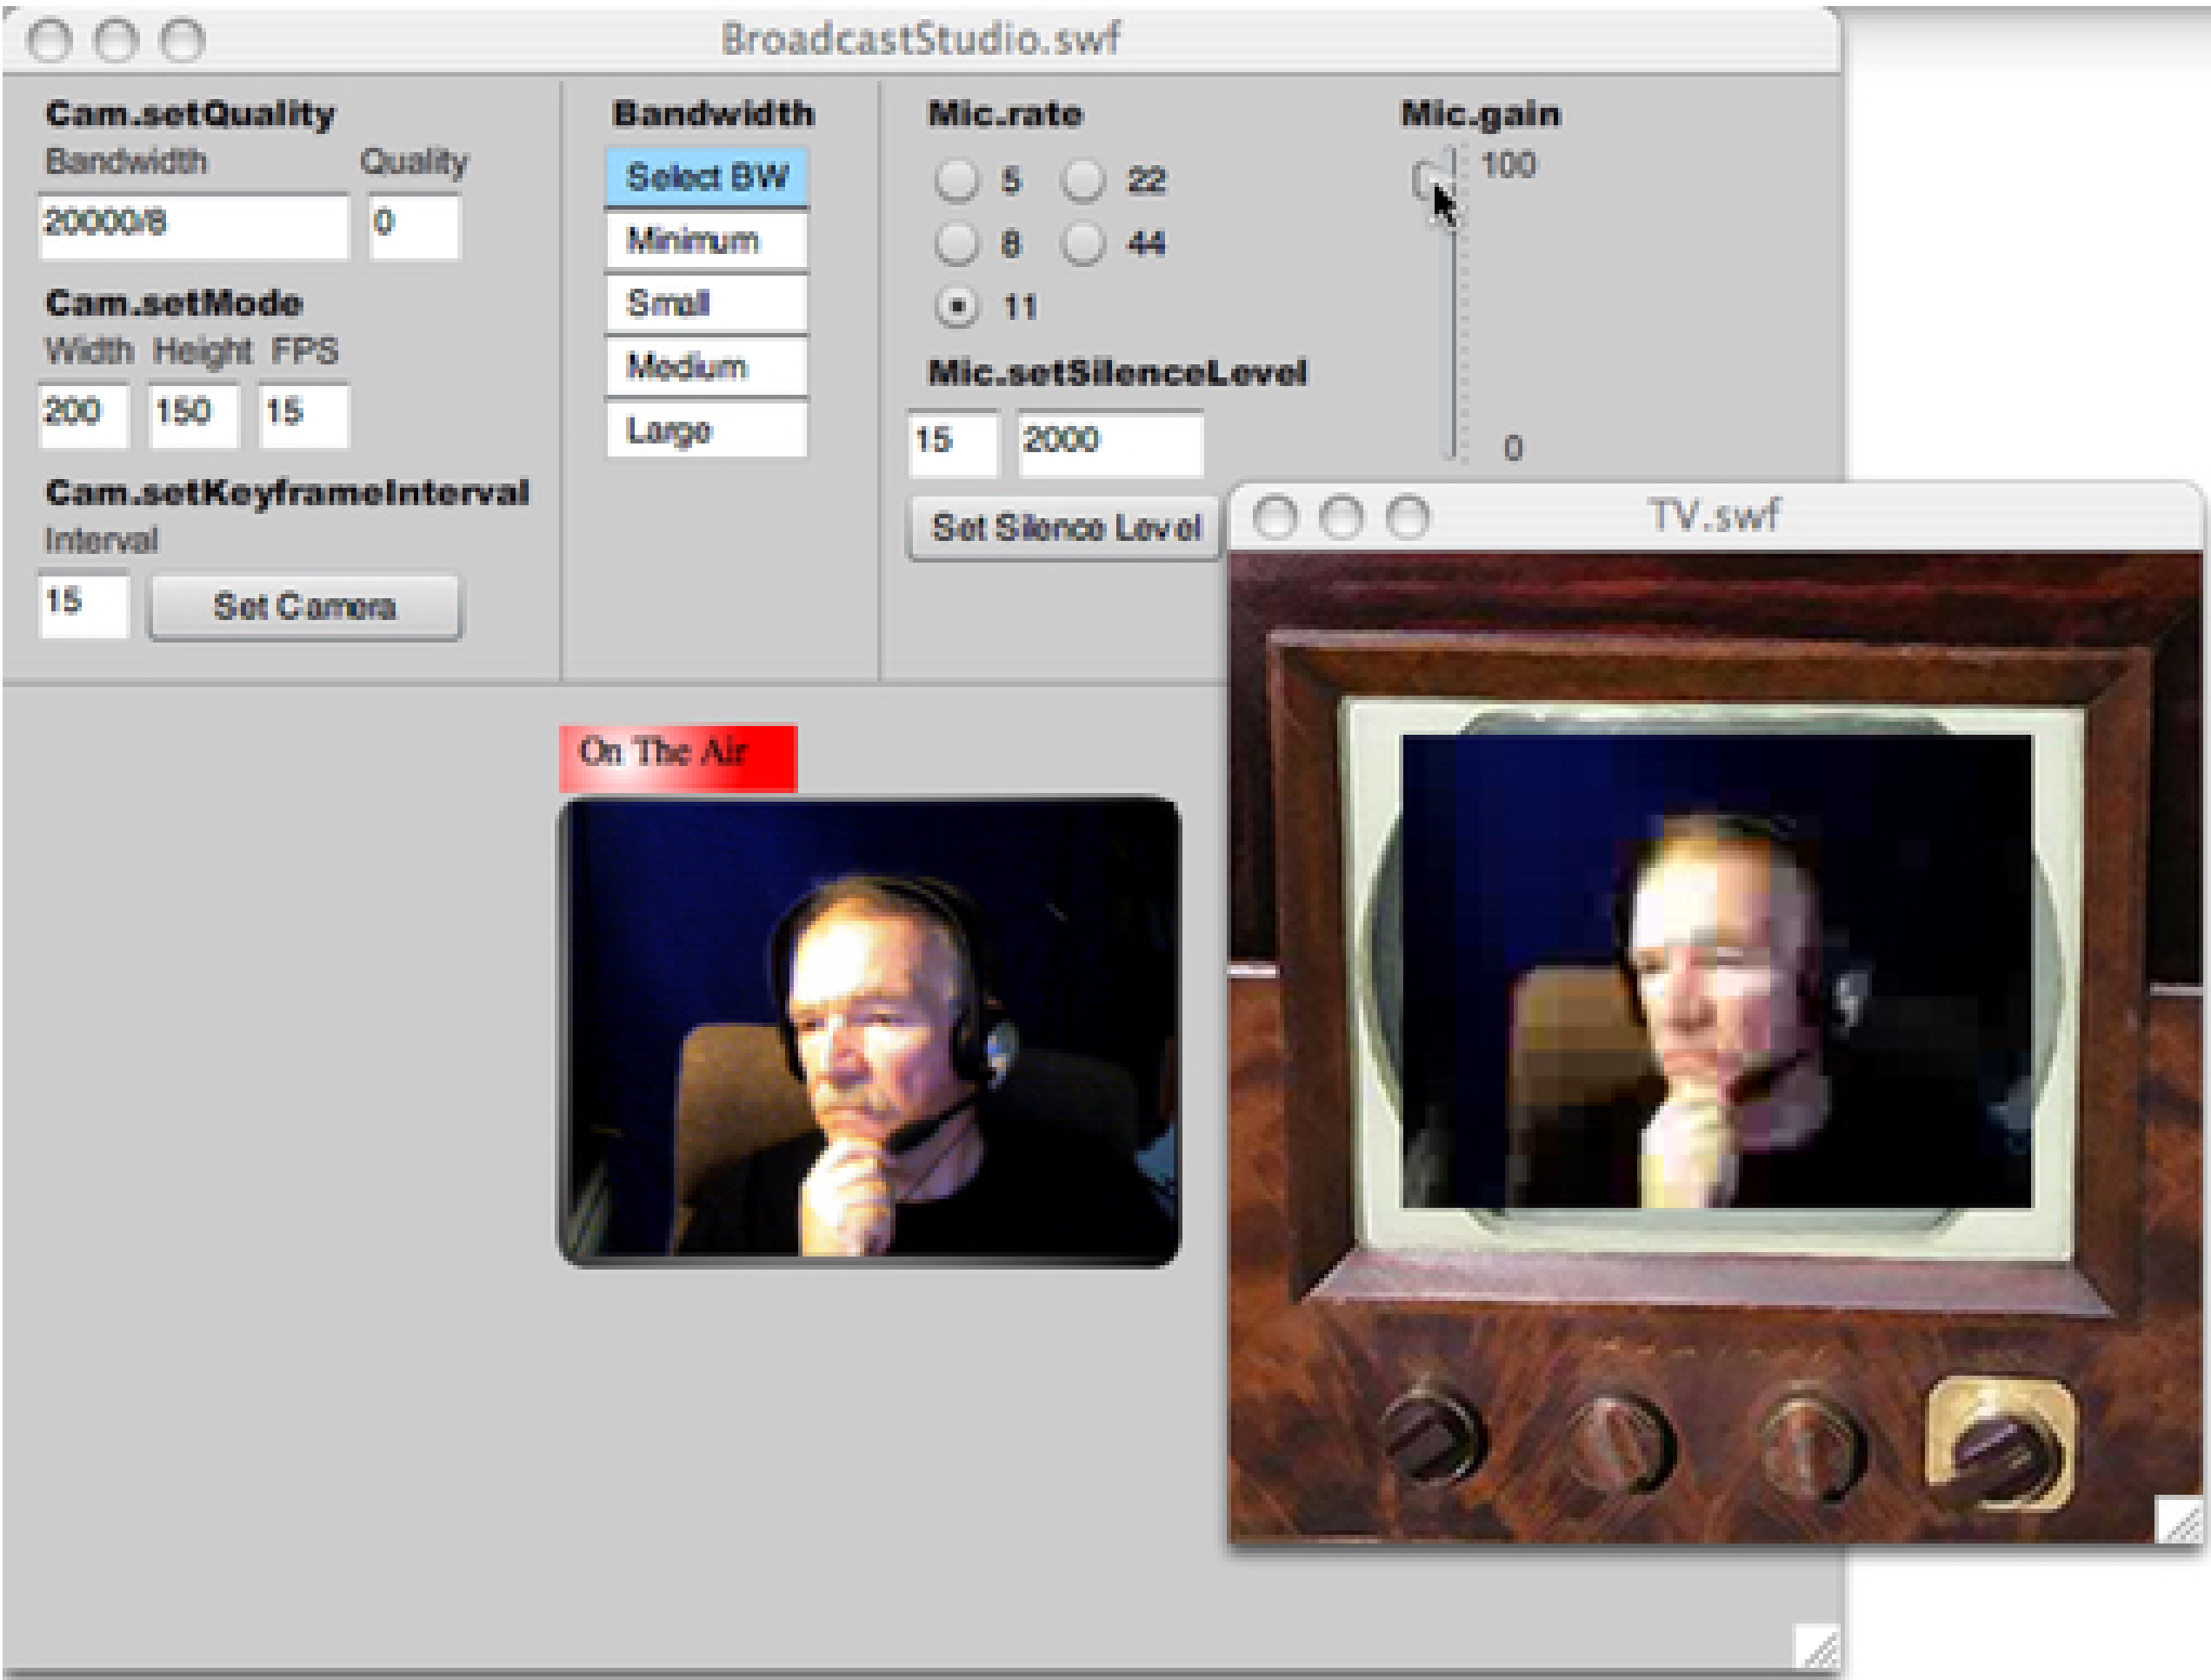 BroadcastStudio.swf
Cam.setQuality
Bandwidth Quality
20000/8 0
Cam.setMode
Width Height FPS
200 150 15
Cam.setKeyframeInterval
Interval
15 Set Camera
Bandwidth
Select BW
Minimum
Small
Medium
Large
Mic.rate
5 22
8 44
11
Mic.setSilenceLevel
15 2000
Set Silence Level
Mic.gain
100
0
On The Air
TV.swf